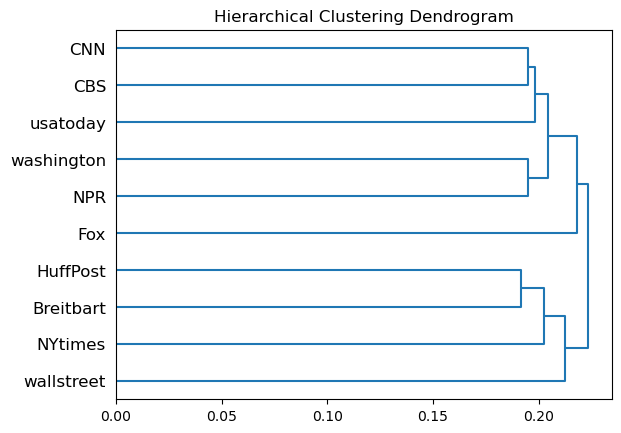 Hierarchical Clustering Dendrogram
CNN
CBS
usatoday
washington
NPR
Fox
HuffPost
Breitbart
NYtimes
wallstreet
0.00 0.05 0.10 0.15 0.20